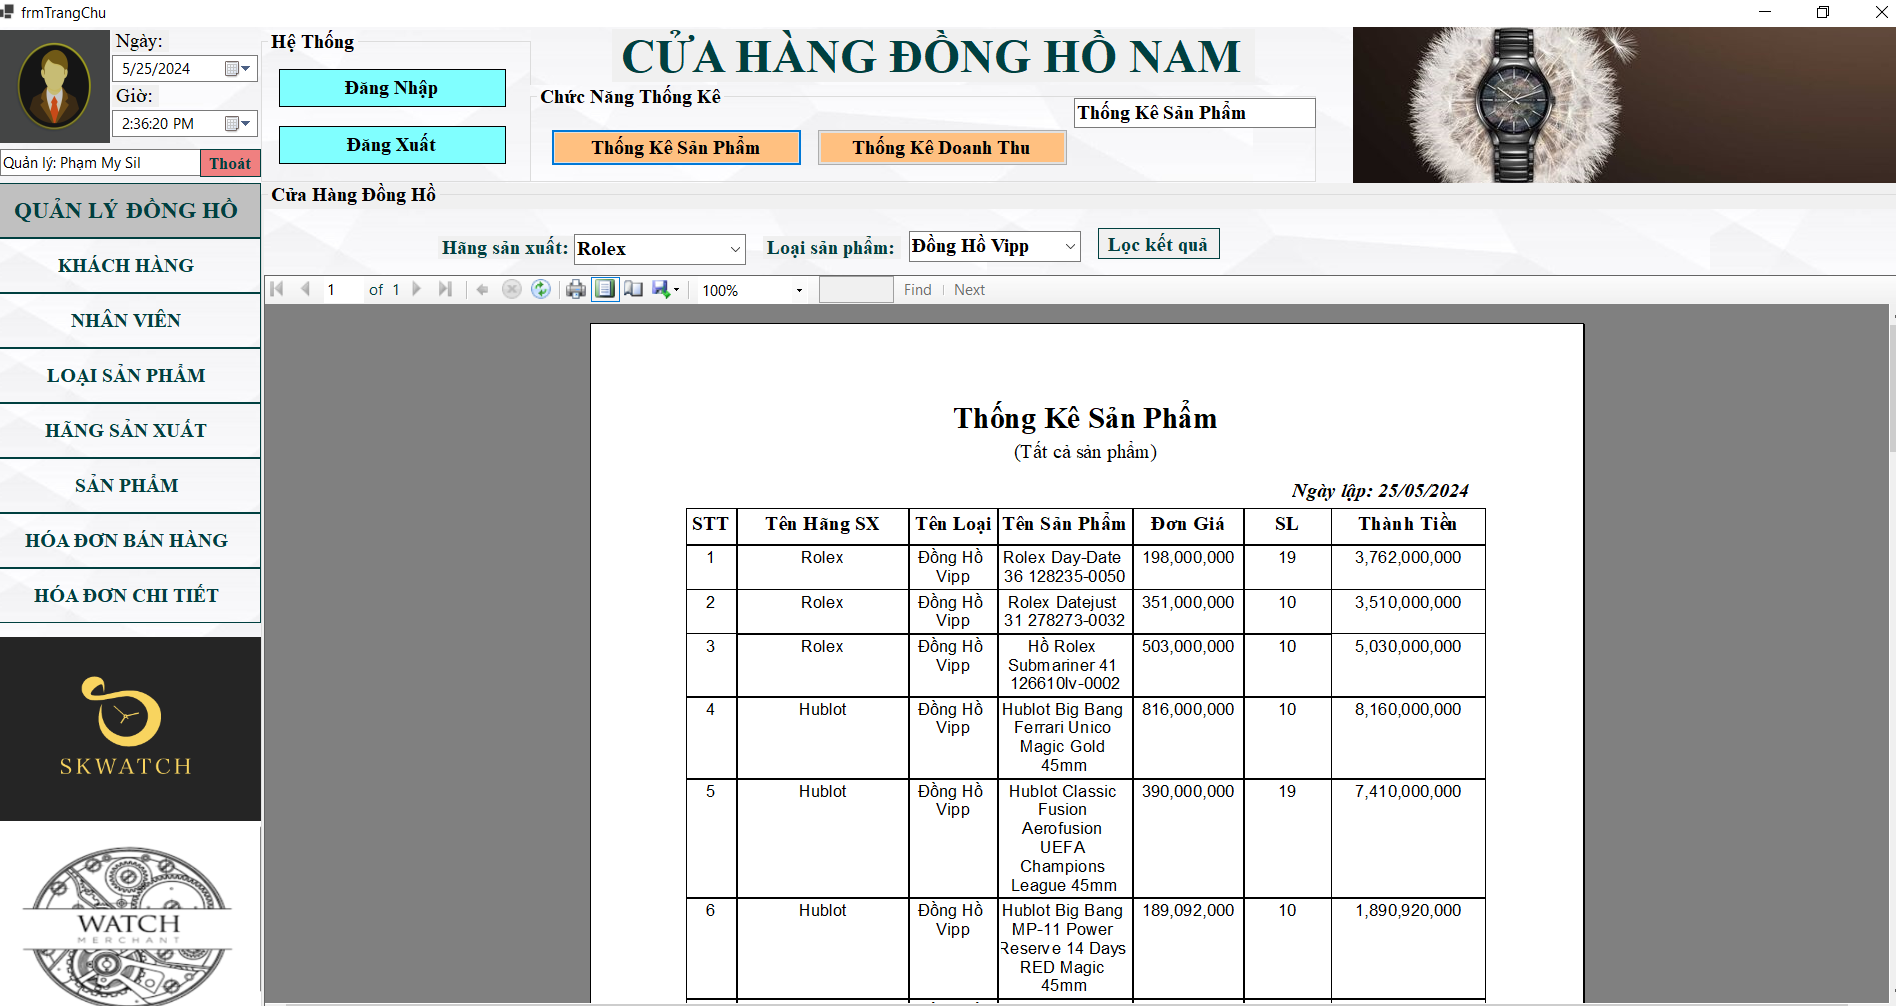 frmTrangChu
Ngày:
5/25/2024
Giờ:
2:36:20 PM
Quản lý: Phạm My Sil
Thoát
Hệ Thống
Đăng Nhập
Đăng Xuất
CỬA HÀNG ĐỒNG HỒ NAM
Chức Năng Thống Kê
Thống Kê Sản Phẩm
Thống Kê Sản Phẩm
Thống Kê Doanh Thu
QUẢN LÝ ĐỒNG HỒ
KHÁCH HÀNG
NHÂN VIÊN
LOẠI SẢN PHẨM
HÃNG SẢN XUẤT
SẢN PHẨM
HÓA ĐƠN BÁN HÀNG
HÓA ĐƠN CHI TIẾT
SKWATCH
WATCH
MERCHANT
Cửa Hàng Đồng Hồ
Hãng sản xuất: Rolex Loại sản phẩm: Đồng Hồ Vipp Lọc kết quả
1 of 1 100% Find Next
Thống Kê Sản Phẩm
(Tất cả sản phẩm)
Ngày lập: 25/05/2024
STT Tên Hãng SX Tên Loại Tên Sản Phẩm Đơn Giá SL Thành Tiền
1 Rolex Đồng Hồ Rolex Day-Date 198,000,000 19 3,762,000,000
Vipp 36 128235-0050
2 Rolex Đồng Hồ Rolex Datejust 351,000,000 10 3,510,000,000
Vipp 31 278273-0032
3 Rolex Đồng Hồ Hồ Rolex 503,000,000 10 5,030,000,000
Vipp Submariner 41
126610lv-0002
4 Hublot Đồng Hồ Hublot Big Bang 816,000,000 10 8,160,000,000
Vipp Ferrari Unico
Magic Gold
45mm
5 Hublot Đồng Hồ Hublot Classic 390,000,000 19 7,410,000,000
Vipp Fusion
Aerofusion
UEFA
Champions
League 45mm
6 Hublot Đồng Hồ Hublot Big Bang 189,092,000 10 1,890,920,000
Vipp MP-11 Power
Reserve 14 Days
RED Magic
45mm